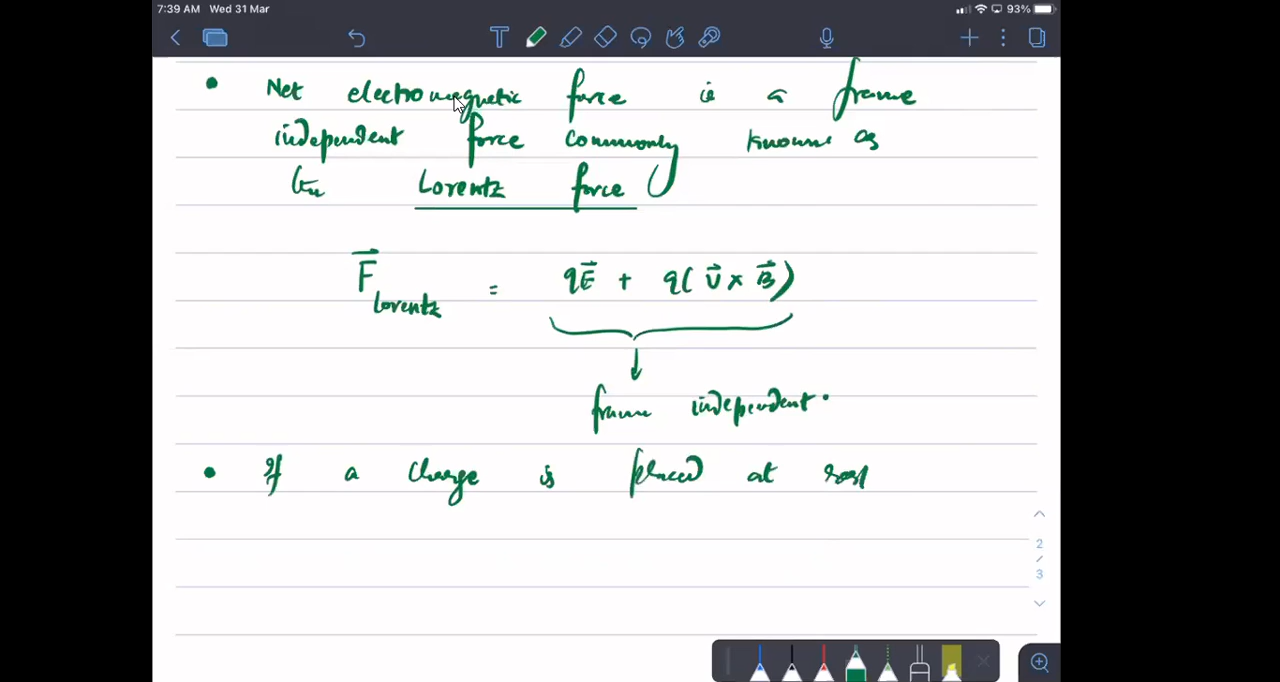 7:39 AM Wed 31 Mar 93%
T
• Net electromagnetic force is a frame
independent force commonly known as
the Lorentz force
F⃗ Lorentz = qE⃗ + q(v⃗ × B⃗)
frame independent.
• If a charge is placed at rest
2
/
3